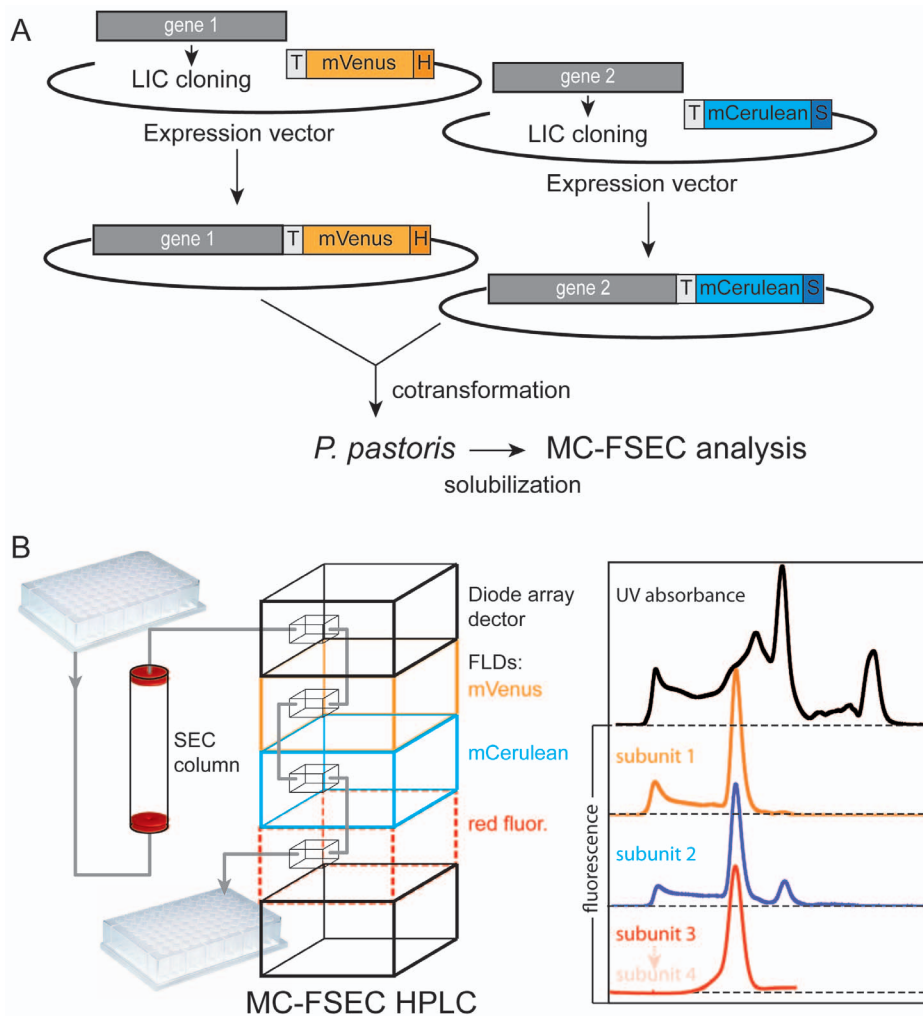 A
gene 1
T mVenus H
LIC cloning
Expression vector
gene 2
T mCerulean S
LIC cloning
Expression vector
gene 1 T mVenus H
gene 2 T mCerulean S
cotransformation
P. pastoris MC-FSEC analysis
solubilization
B
SEC
column
Diode array
dector
FLDs:
mVenus
mCerulean
red fluor.
MC-FSEC HPLC
UV absorbance
fluorescence
subunit 1
subunit 2
subunit 3
subunit 4